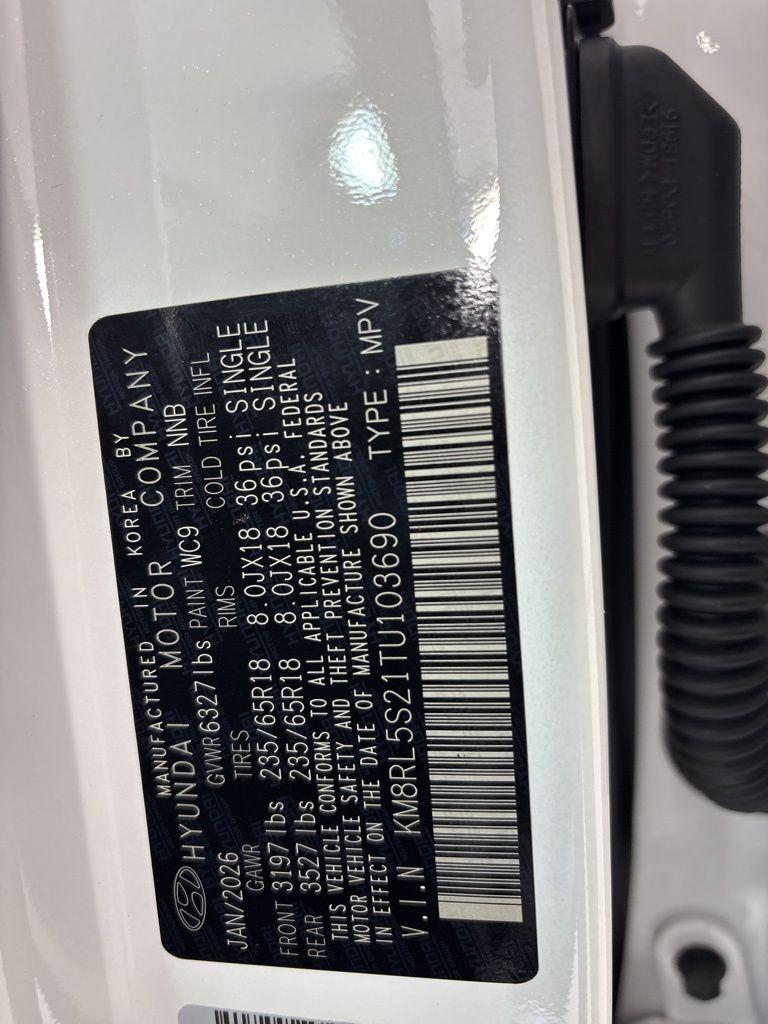 MANUFACTURED IN KOREA BY
HYUNDAI MOTOR COMPANY
JAN/2026 GVWR 6327lbs PAINT WC9 TRIM NNB
GAWR TIRES RIMS COLD TIRE INFL
FRONT 3197lbs 235/65R18 8.0JX18 36psi SINGLE
REAR 3527lbs 235/65R18 8.0JX18 36psi SINGLE
THIS VEHICLE CONFORMS TO ALL APPLICABLE U.S.A. FEDERAL
MOTOR VEHICLE SAFETY AND THEFT PREVENTION STANDARDS
IN EFFECT ON THE DATE OF MANUFACTURE SHOWN ABOVE
V.I.N KM8RL5S21TU103690 TYPE : MPV